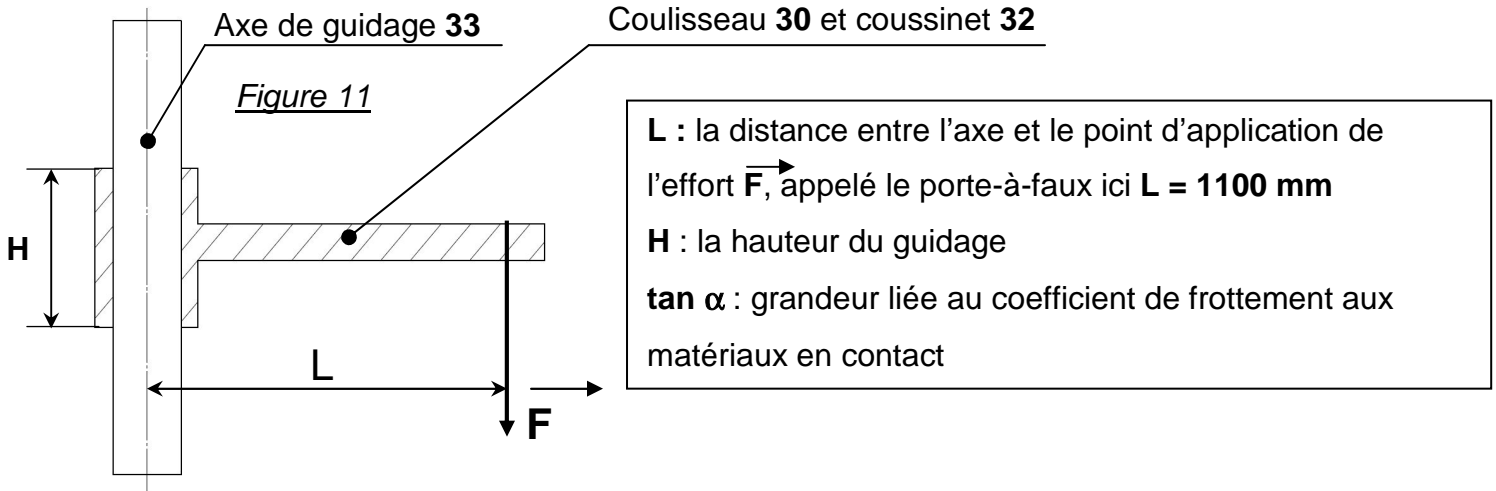 Axe de guidage 33
Coulisseau 30 et coussinet 32
Figure 11
L : la distance entre l’axe et le point d’application de
l’effort F, appelé le porte-à-faux ici L = 1100 mm
H : la hauteur du guidage
tan α : grandeur liée au coefficient de frottement aux
matériaux en contact
H
L
F